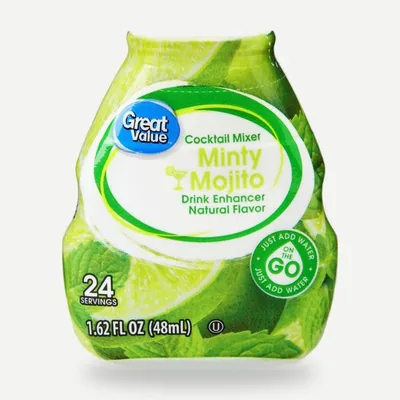 Great
Value
Cocktail Mixer
Minty
Mojito
Drink Enhancer
Natural Flavor
JUST ADD WATER
ON
THE
GO
JUST ADD WATER
24
SERVINGS
1.62 FL OZ (48mL)
U